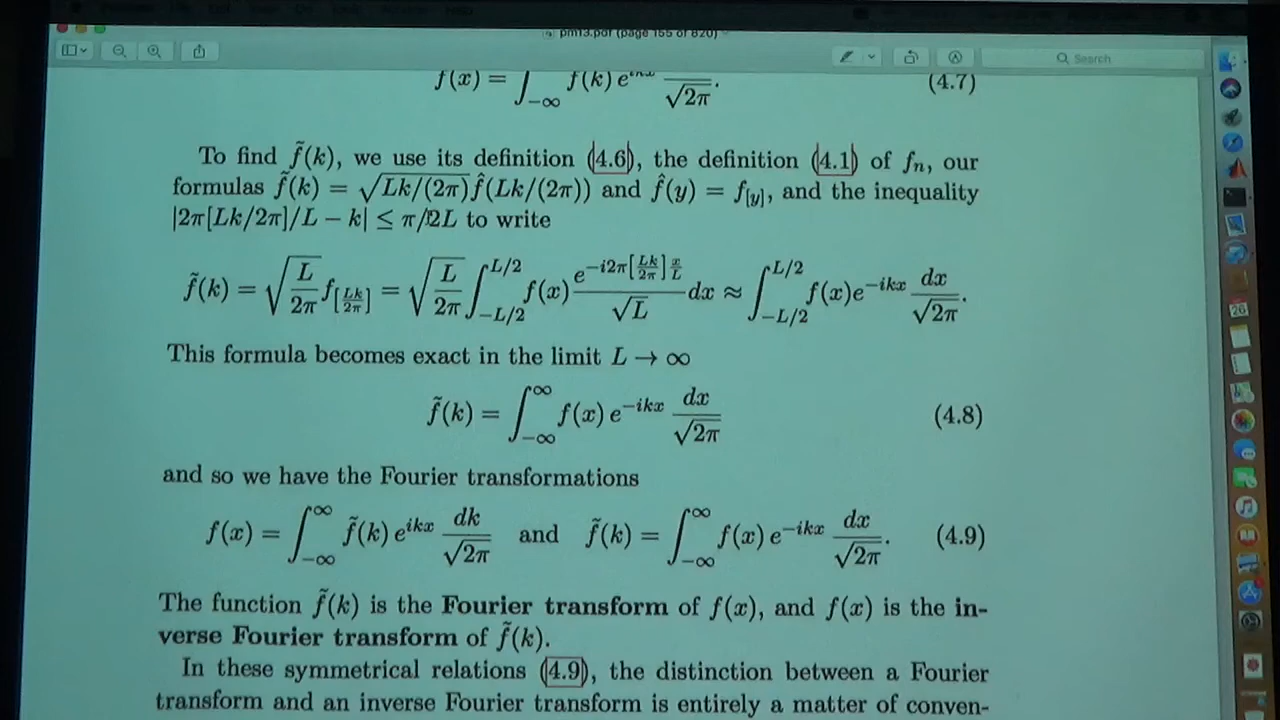 pm13.pdf (page 155 of 820)
Search
f(x) = ∫_{-∞} f(k) e^{ikx} /√2π. (4.7)
To find f̃(k), we use its definition (4.6), the definition (4.1) of fₙ, our
formulas f̃(k) = √(Lk/(2π)) f̂(Lk/(2π)) and f̂(y) = f_{[y]}, and the inequality
|2π[Lk/2π]/L − k| ≤ π/2L to write
f̃(k) = √(L/2π) f_{[Lk/2π]} = √(L/2π) ∫_{-L/2}^{L/2} f(x) e^{-i2π[Lk/2π]x/L}/√L dx ≈ ∫_{-L/2}^{L/2} f(x)e^{-ikx} dx/√2π.
This formula becomes exact in the limit L → ∞
f̃(k) = ∫_{-∞}^{∞} f(x) e^{-ikx} dx/√2π (4.8)
and so we have the Fourier transformations
f(x) = ∫_{-∞}^{∞} f̃(k) e^{ikx} dk/√2π and f̃(k) = ∫_{-∞}^{∞} f(x) e^{-ikx} dx/√2π. (4.9)
The function f̃(k) is the Fourier transform of f(x), and f(x) is the in-
verse Fourier transform of f̃(k).
In these symmetrical relations (4.9), the distinction between a Fourier
transform and an inverse Fourier transform is entirely a matter of conven-